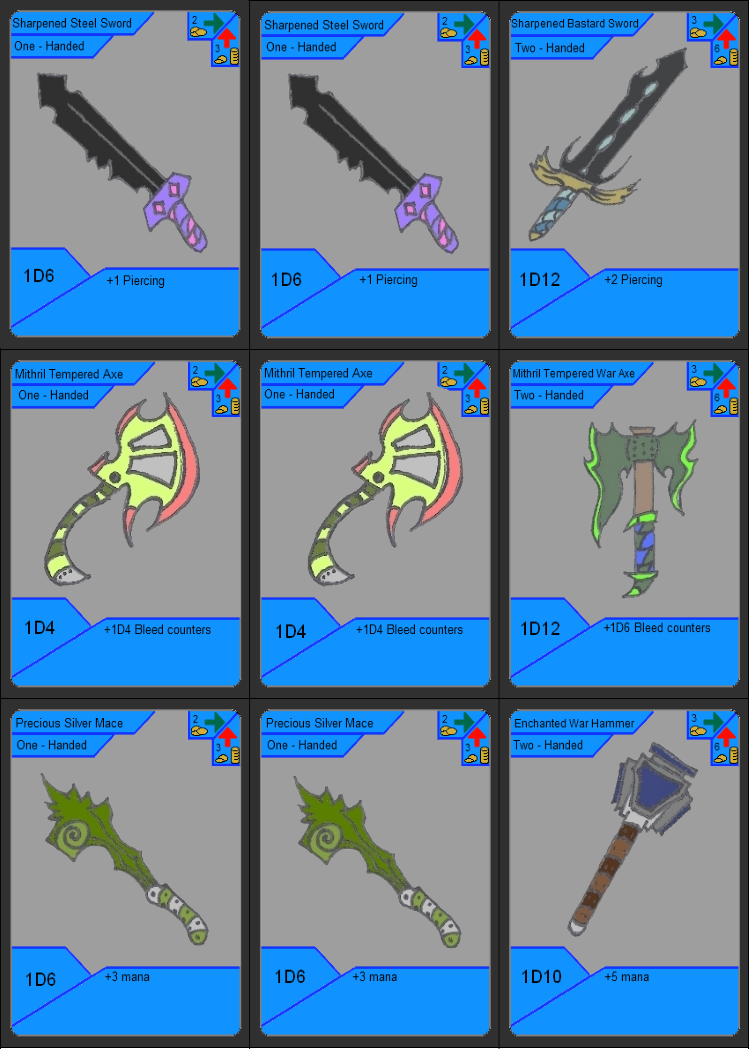 Sharpened Steel Sword
One - Handed
2
3
1D6
+1 Piercing
Sharpened Steel Sword
One - Handed
2
3
1D6
+1 Piercing
Sharpened Bastard Sword
Two - Handed
3
6
1D12
+2 Piercing
Mithril Tempered Axe
One - Handed
2
3
1D4
+1D4 Bleed counters
Mithril Tempered Axe
One - Handed
2
3
1D4
+1D4 Bleed counters
Mithril Tempered War Axe
Two - Handed
3
6
1D12
+1D6 Bleed counters
Precious Silver Mace
One - Handed
2
3
1D6
+3 mana
Precious Silver Mace
One - Handed
2
3
1D6
+3 mana
Enchanted War Hammer
Two - Handed
3
6
1D10
+5 mana